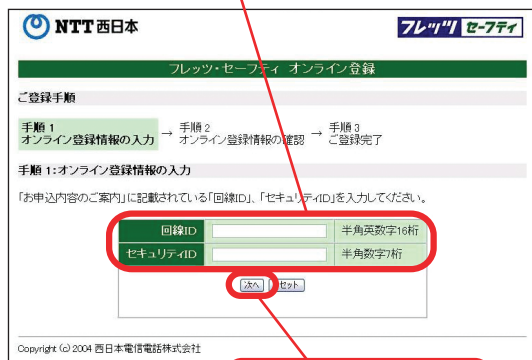 NTT西日本
フレッツ セーフティ
フレッツ・セーフティ オンライン登録
ご登録手順
手順 1
オンライン登録情報の入力
→
手順 2
オンライン登録情報の確認
→
手順 3
ご登録完了
手順 1:オンライン登録情報の入力
「お申込内容のご案内」に記載されている「回線ID」、「セキュリティID」を入力してください。
回線ID 半角英数字16桁
セキュリティID 半角数字7桁
次へ リセット
Copyright (c) 2004 西日本電信電話株式会社